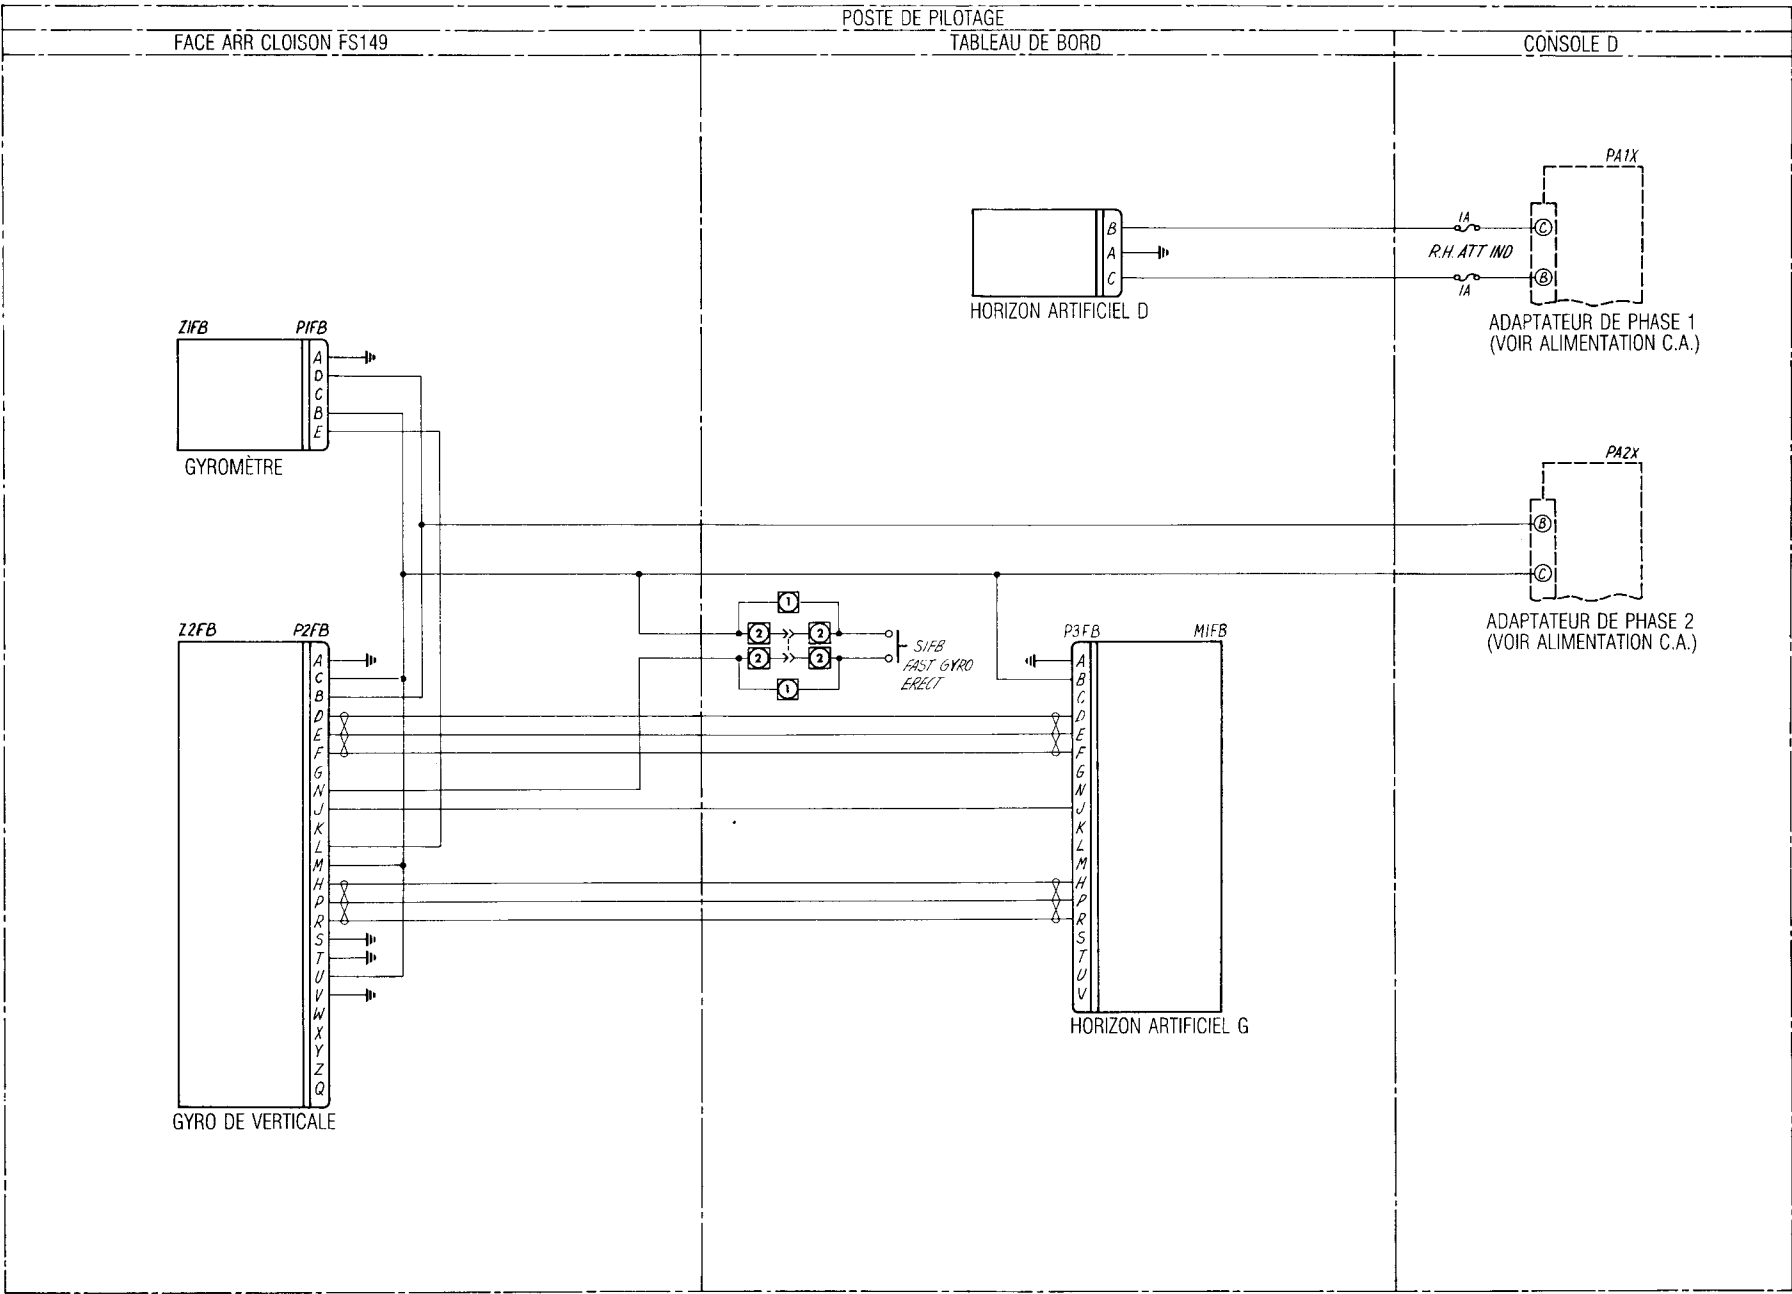 POSTE DE PILOTAGE
FACE ARR CLOISON FS149
TABLEAU DE BORD
CONSOLE D
PA1X
B
A
C
HORIZON ARTIFICIEL D
1A
R.H. ATT IND
1A
C
B
ADAPTATEUR DE PHASE 1
(VOIR ALIMENTATION C.A.)
Z1FB
P1FB
A
D
C
B
E
GYROMÈTRE
PA2X
B
C
ADAPTATEUR DE PHASE 2
(VOIR ALIMENTATION C.A.)
1
2
2
2
2
1
S1FB
FAST GYRO
ERECT
Z2FB
P2FB
A
C
B
D
E
F
G
N
J
K
L
M
H
P
R
S
T
U
V
W
X
Y
Z
Q
GYRO DE VERTICALE
P3FB
M1FB
A
B
C
D
E
F
G
N
J
K
L
M
H
P
R
S
T
U
V
HORIZON ARTIFICIEL G